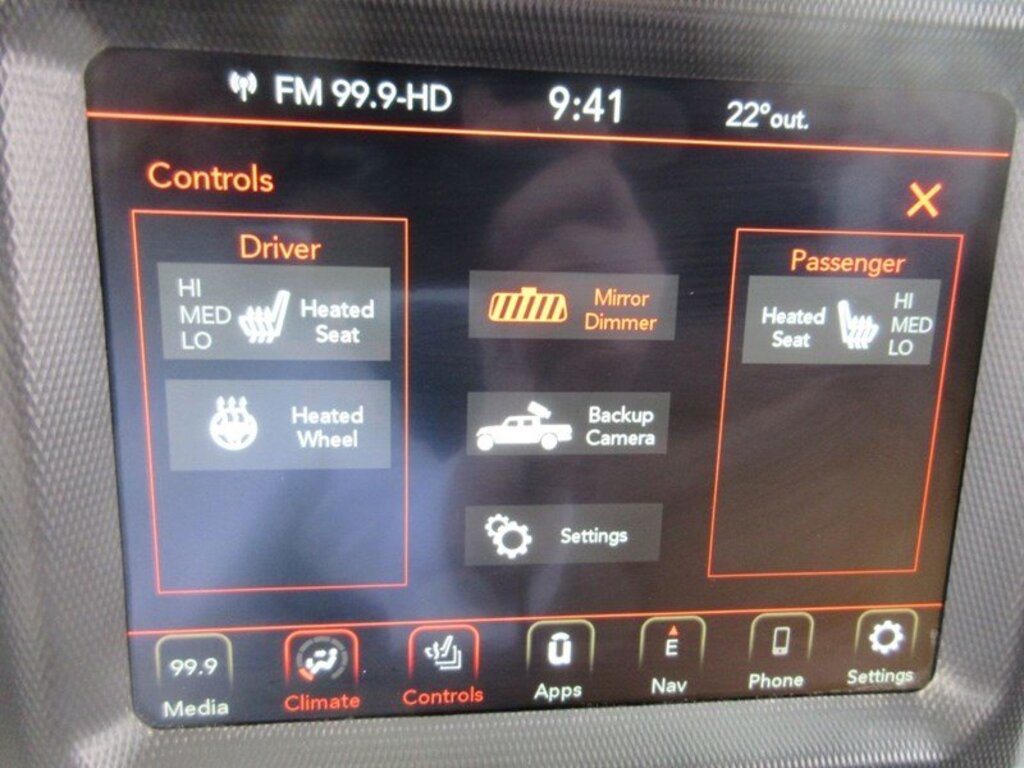 FM 99.9-HD 9:41 22°out.
Controls X
Driver
HI
MED
LO
Heated
Seat
Heated
Wheel
Mirror
Dimmer
Backup
Camera
Settings
Passenger
Heated
Seat
HI
MED
LO
99.9
Media
Climate
Controls
Apps
E
Nav
Phone
Settings